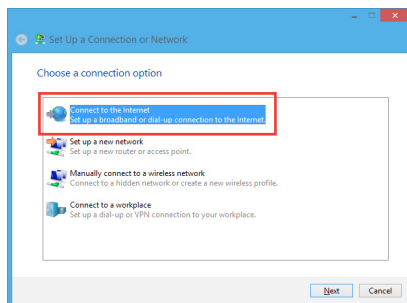 Set Up a Connection or Network
Choose a connection option
Connect to the Internet
Set up a broadband or dial-up connection to the Internet.
Set up a new network
Set up a new router or access point.
Manually connect to a wireless network
Connect to a hidden network or create a new wireless profile.
Connect to a workplace
Set up a dial-up or VPN connection to your workplace.
Next Cancel